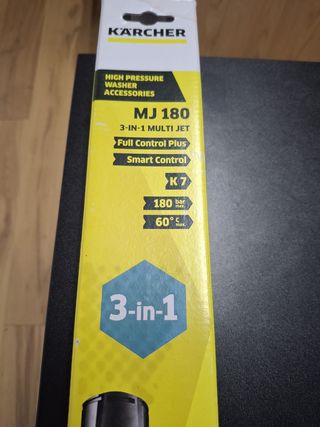 KÄRCHER
HIGH PRESSURE
WASHER
ACCESSORIES
MJ 180
3-IN-1 MULTI JET
Full Control Plus
Smart Control
K 7
180 bar max.
60° C max.
3-in-1